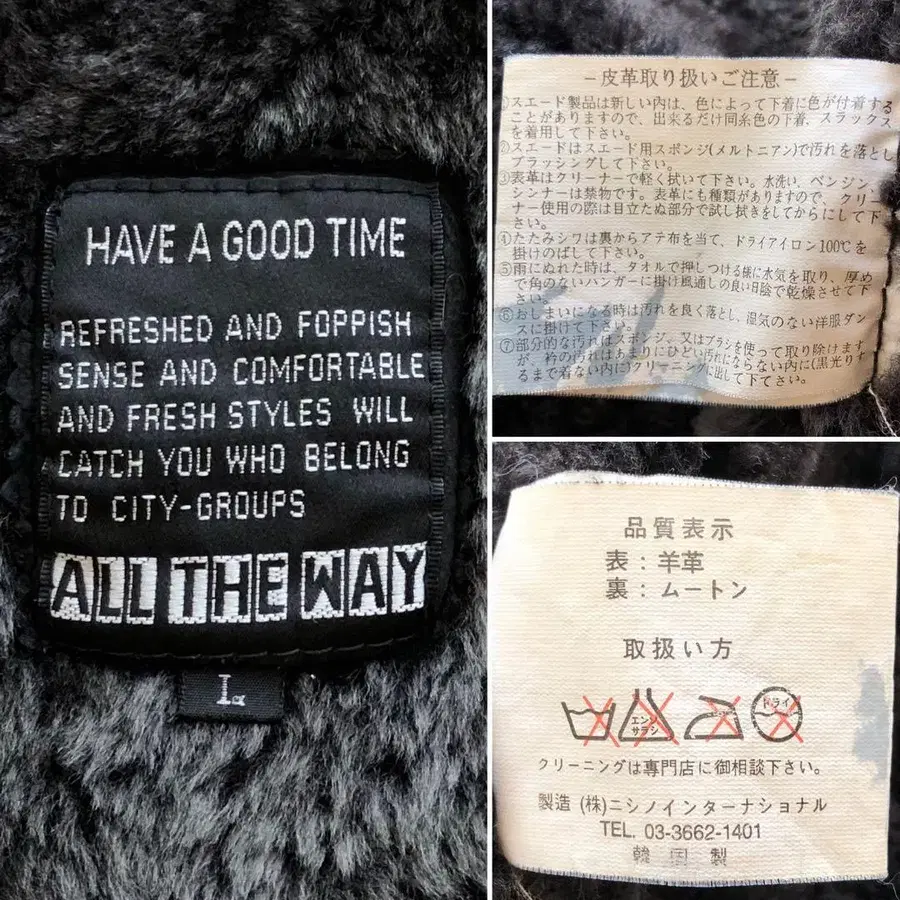 HAVE A GOOD TIME
REFRESHED AND FOPPISH
SENSE AND COMFORTABLE
AND FRESH STYLES WILL
CATCH YOU WHO BELONG
TO CITY-GROUPS
ALL THE WAY
L
-皮革取り扱いご注意-
①スエード製品は新しい内は、色によって下着に色が付着する
ことがありますので、出来るだけ同系色の下着、スラックス
を着用して下さい。
②スエードはスエード用スポンジ(メルトニアン)で汚れを落とし
ブラッシングして下さい。
③表革はクリーナーで軽く拭いて下さい。水洗い、ベンジン、
シンナーは禁物です。表革にも種類がありますので、クリー
ナー使用の際は目立たぬ部分で試し拭きをしてからにして下
さい。
④たたみシワは裏からアテ布を当て、ドライアイロン100℃を
掛けのばして下さい。
⑤雨にぬれた時は、タオルで押しつける様に水気を取り、厚め
で角のないハンガーに掛け風通しの良い日陰で乾燥させて下
さい。
⑥おしまいになる時は汚れを良く落とし、湿気のない洋服ダン
スに掛けて下さい。
⑦部分的な汚れはスポンジ、又はブラシを使って取り除けます
が、衿の汚れはあまりにひどい汚れにならない内に(黒光りす
るまで着ない内に)クリーニングに出して下てさい。
品質表示
表:羊革
裏:ムートン
取扱い方
エンソ
サラシ
ドライ
クリーニングは専門店に御相談下さい。
製造 (株)ニシノインターナショナル
TEL. 03-3662-1401
韓国製